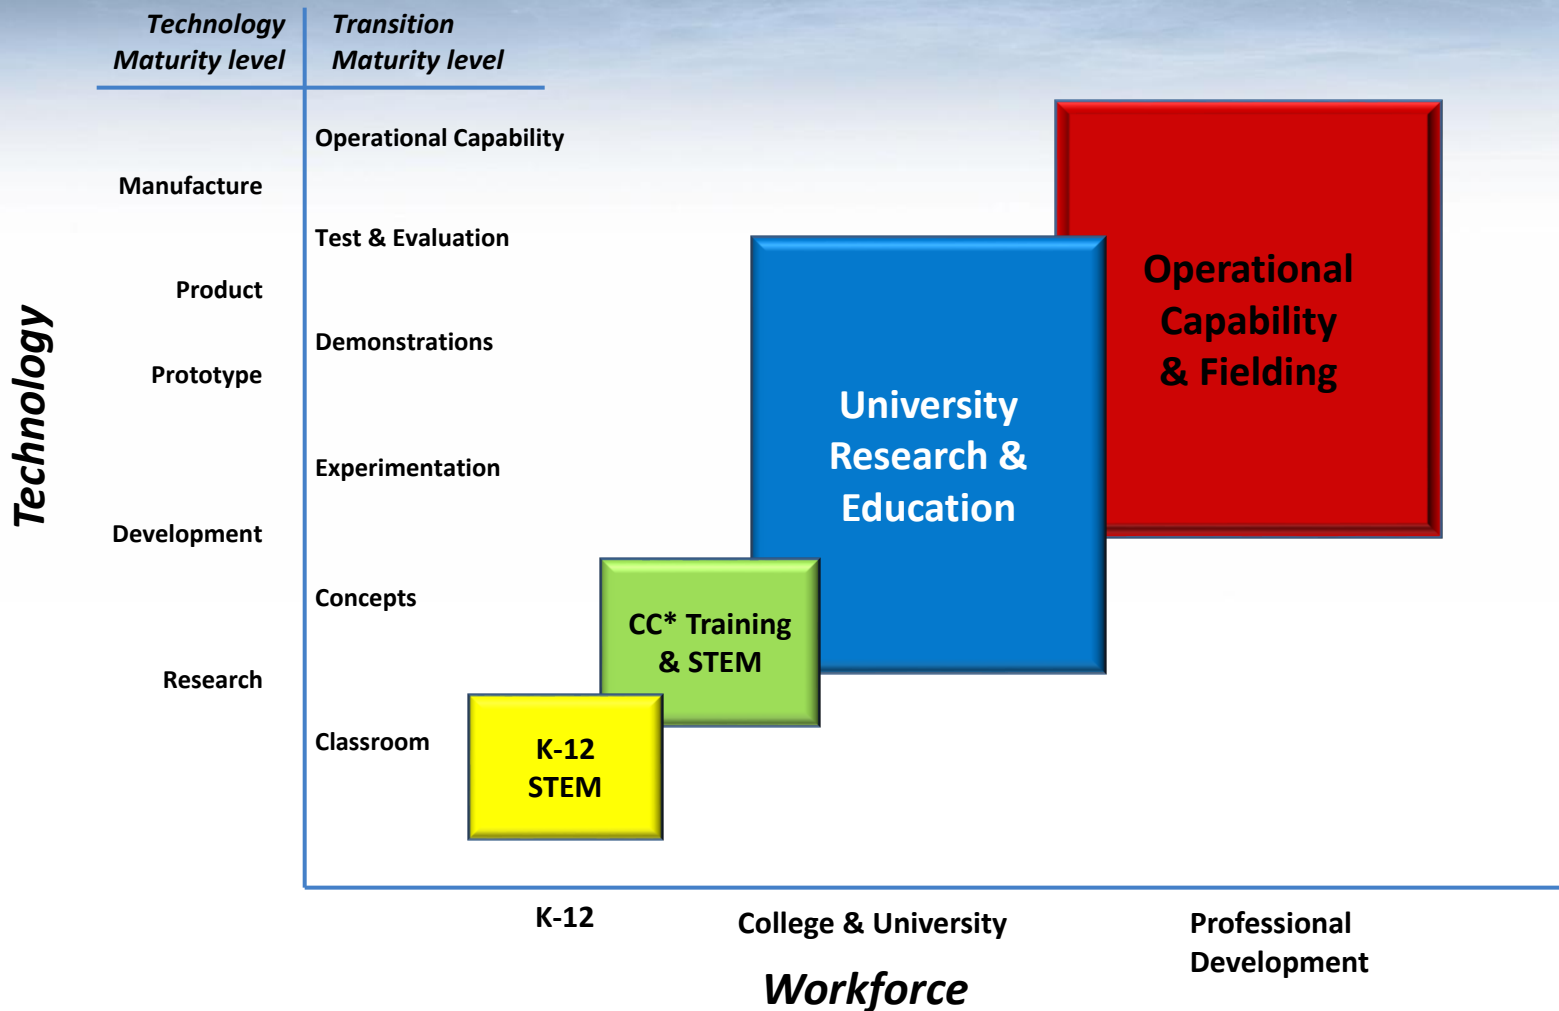 Technology
Maturity level
Transition
Maturity level
Operational Capability
Manufacture
Test & Evaluation
Product
Demonstrations
Prototype
Experimentation
Development
Concepts
Research
Classroom
Technology
K-12
STEM
CC* Training
& STEM
University
Research &
Education
Operational
Capability
& Fielding
K-12
College & University
Professional
Development
Workforce